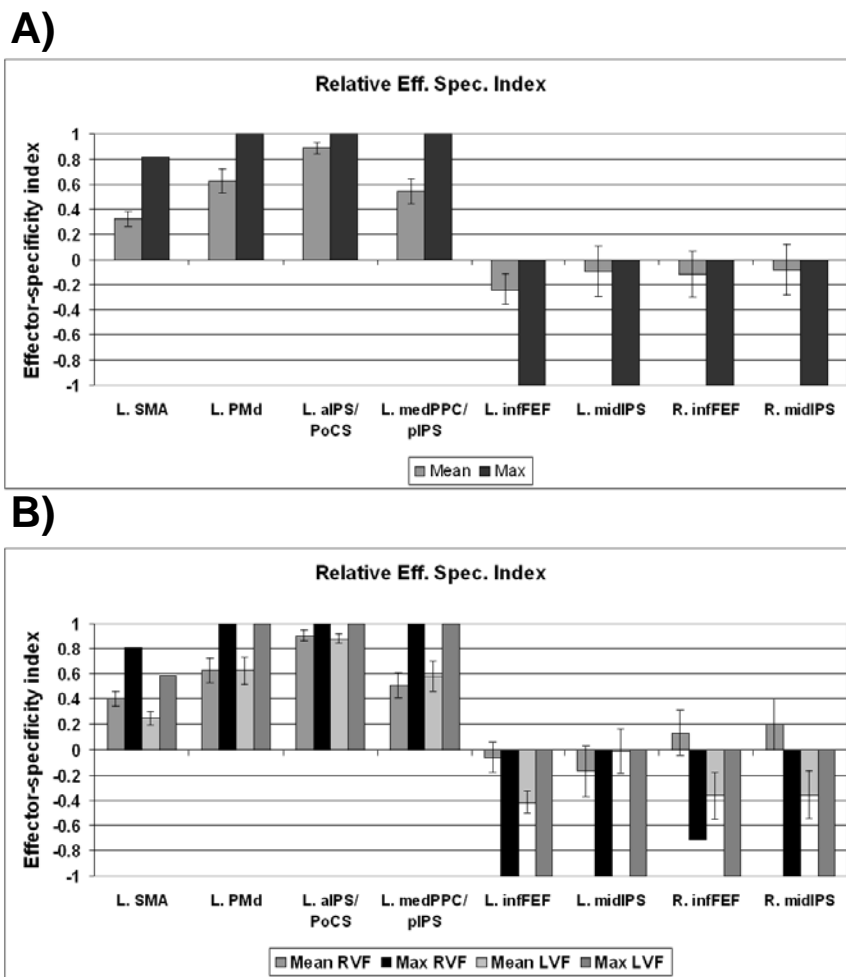 A)
Relative Eff. Spec. Index
Effector-specificity index
1
0.8
0.6
0.4
0.2
0
-0.2
-0.4
-0.6
-0.8
-1
L. SMA L. PMd L. aIPS/ L. medPPC/ L. infFEF L. midIPS R. infFEF R. midIPS
PoCS pIPS
Mean Max
B)
Relative Eff. Spec. Index
Effector-specificity index
1
0.8
0.6
0.4
0.2
0
-0.2
-0.4
-0.6
-0.8
-1
L. SMA L. PMd L. aIPS/ L. medPPC/ L. infFEF L. midIPS R. infFEF R. midIPS
PoCS pIPS
Mean RVF Max RVF Mean LVF Max LVF